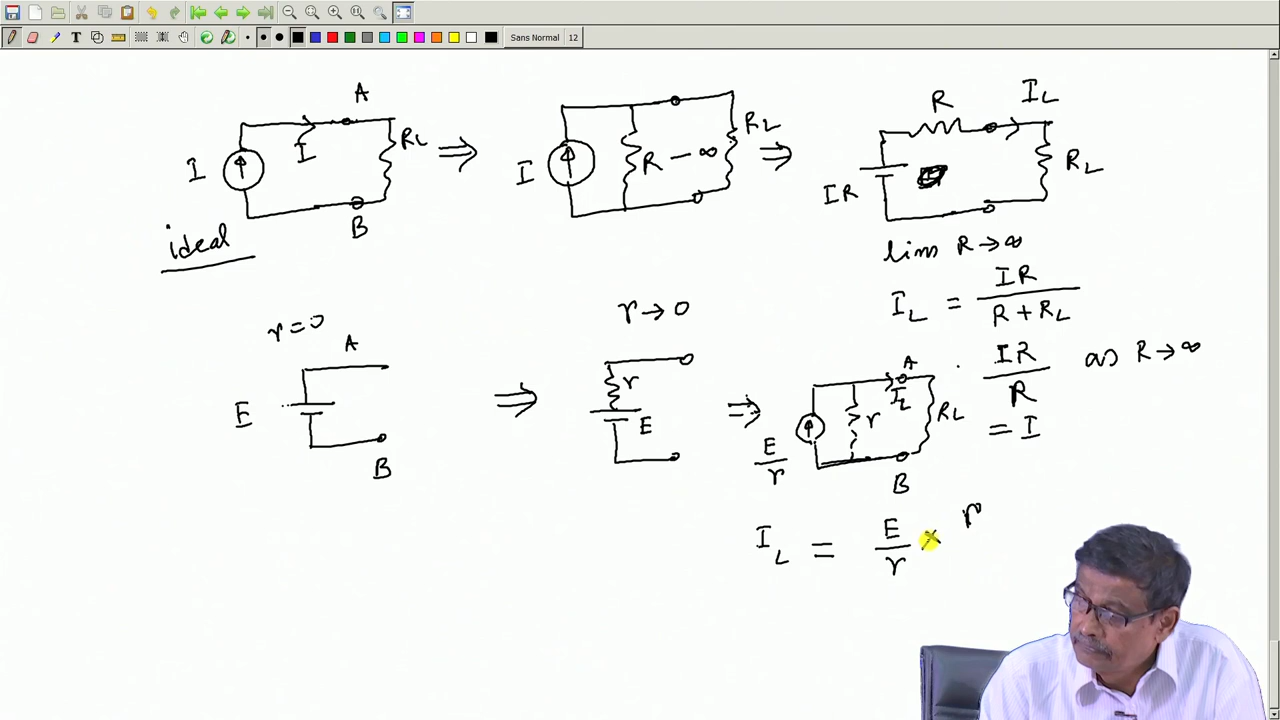 Sans Normal 12
A
I I RL ⇒
B
ideal
I R – ∞ RL ⇒
R IL
IR RL
lim R → ∞
IL = IR / (R + RL)
IR / R as R → ∞
= I
r = 0
A
E
B
⇒
r → 0
r
E
⇒
A
IL
E / r r RL
B
IL = E / r × r